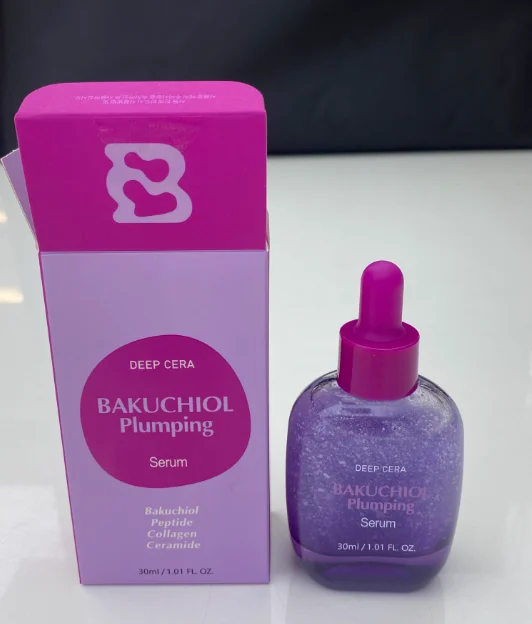 DEEP CERA
BAKUCHIOL
Plumping
Serum
Bakuchiol
Peptide
Collagen
Ceramide
30ml / 1.01 FL. OZ.
DEEP CERA
BAKUCHIOL
Plumping
Serum
30ml / 1.01 FL. OZ.